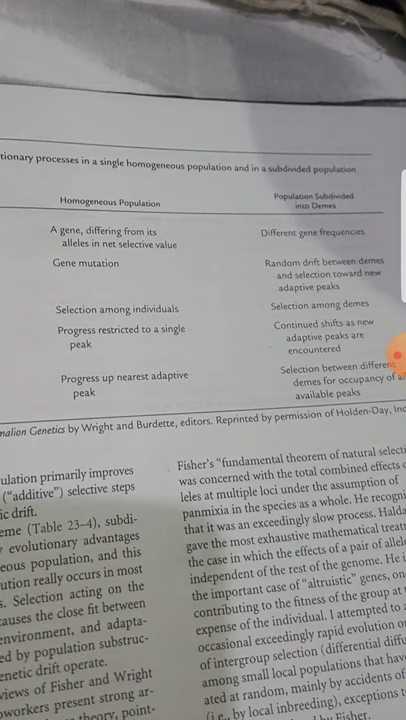 tionary processes in a single homogeneous population and in a subdivided population
Homogeneous Population
Population Subdivided
into Demes
A gene, differing from its
alleles in net selective value
Different gene frequencies
Gene mutation
Random drift between demes
and selection toward new
adaptive peaks
Selection among individuals
Selection among demes
Progress restricted to a single
peak
Continued shifts as new
adaptive peaks are
encountered
Progress up nearest adaptive
peak
Selection between different
demes for occupancy of
available peaks
Genetics by Wright and Burdette, editors. Reprinted by permission of Holden-Day, Inc
ulation primarily improves
("additive") selective steps
ic drift.
eme (Table 23–4), subdi-
evolutionary advantages
eous population, and this
ution really occurs in most
s. Selection acting on the
auses the close fit between
environment, and adapta-
ed by population substruc-
enetic drift operate.
views of Fisher and Wright
oworkers present strong ar-
theory, point-
Fisher's "fundamental theorem of natural selecti
was concerned with the total combined effects
leles at multiple loci under the assumption of
panmixia in the species as a whole. He recogni
that it was an exceedingly slow process. Halda
gave the most exhaustive mathematical treatm
the case in which the effects of a pair of allele
independent of the rest of the genome. He i
the important case of "altruistic" genes, on
contributing to the fitness of the group at
expense of the individual. I attempted to
occasional exceedingly rapid evolution
of intergroup selection (differential diffu
among small local populations that have
ated at random, mainly by accidents of
(i.e., by local inbreeding), exceptions t
by Fisher.